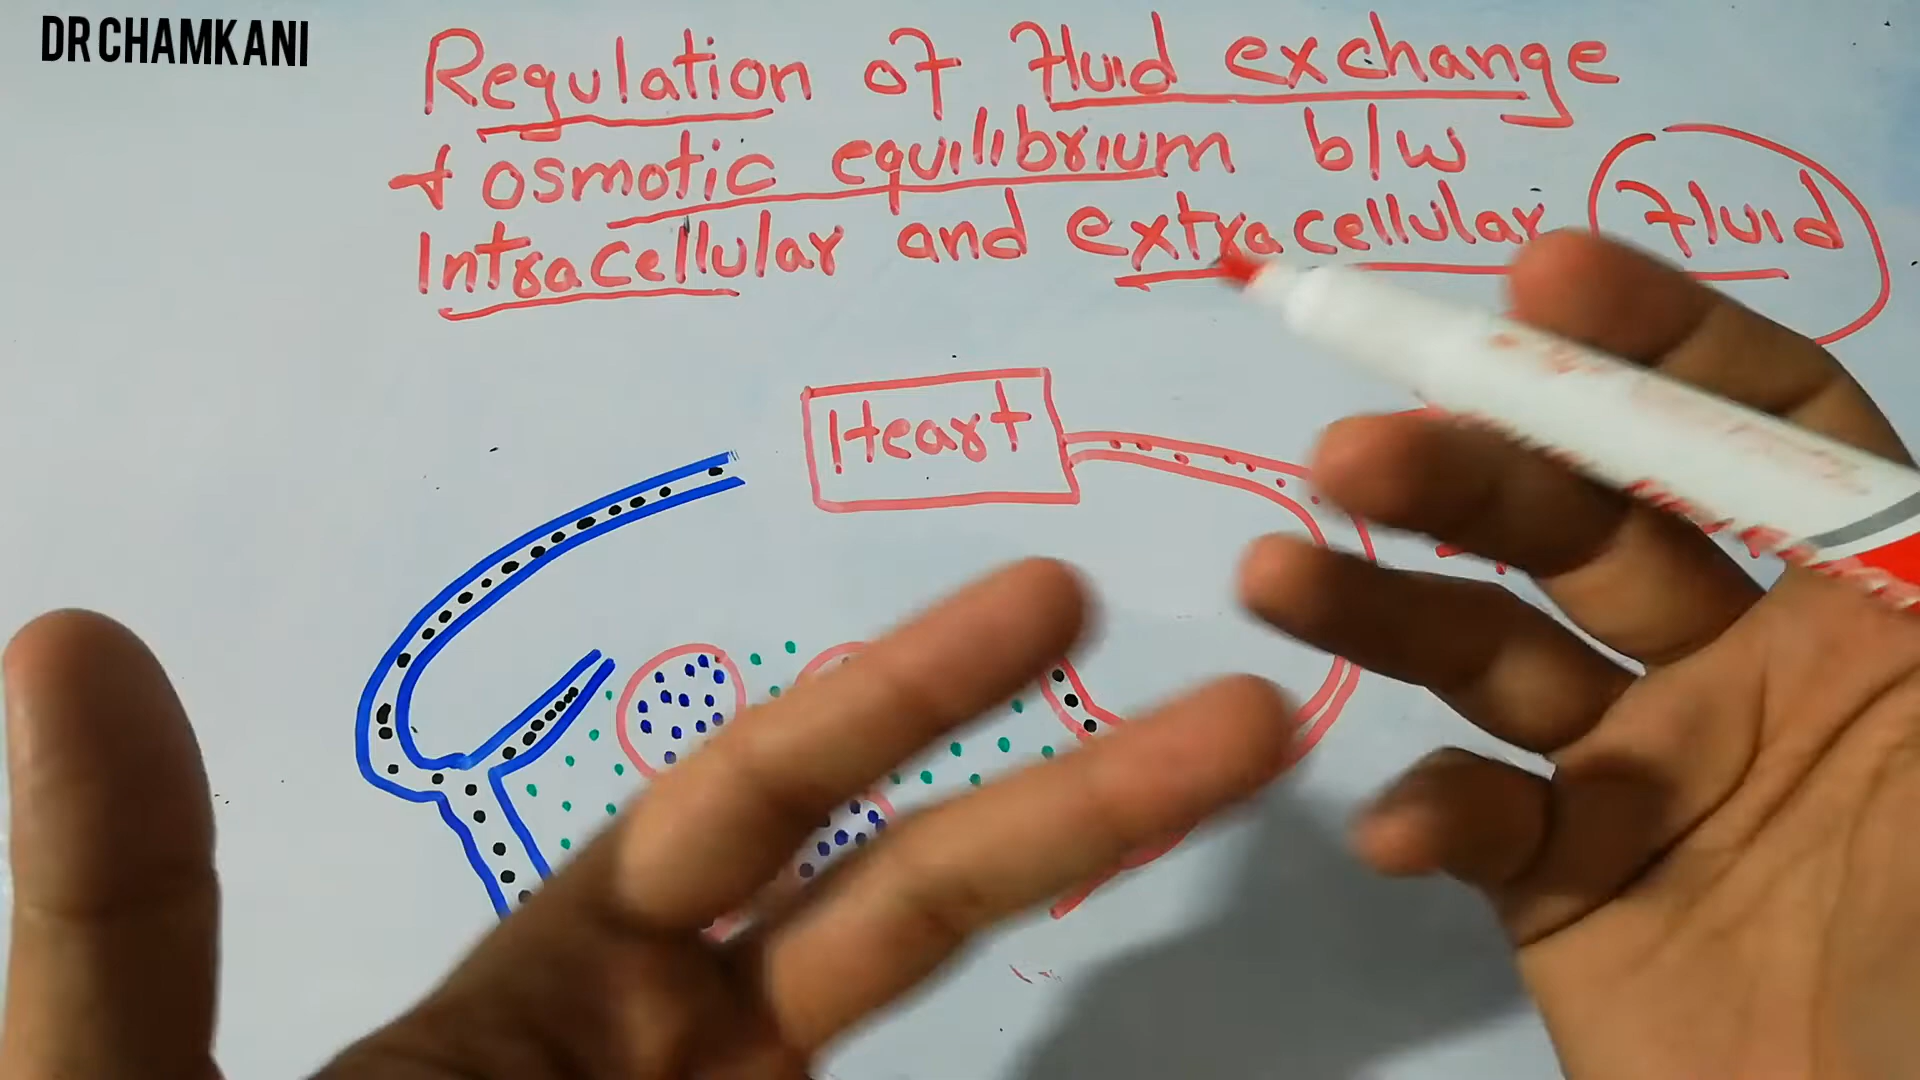 DR CHAMKANI
Regulation of Fluid exchange
+ osmotic equilibrium b/w
Intracellular and extracellular Fluid
Heart